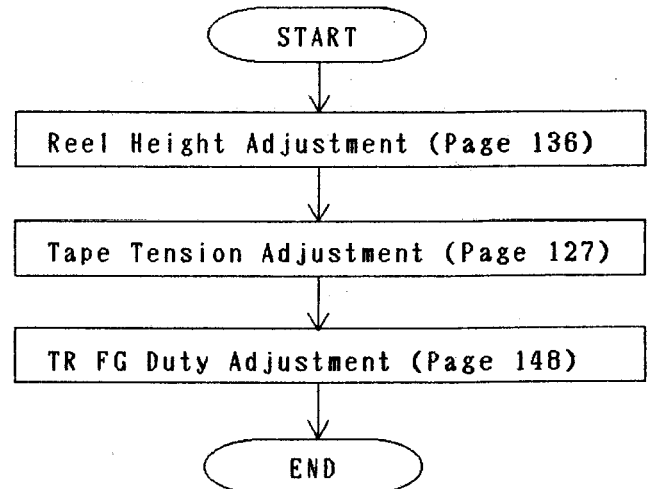 START
Reel Height Adjustment (Page 136)
Tape Tension Adjustment (Page 127)
TR FG Duty Adjustment (Page 148)
END